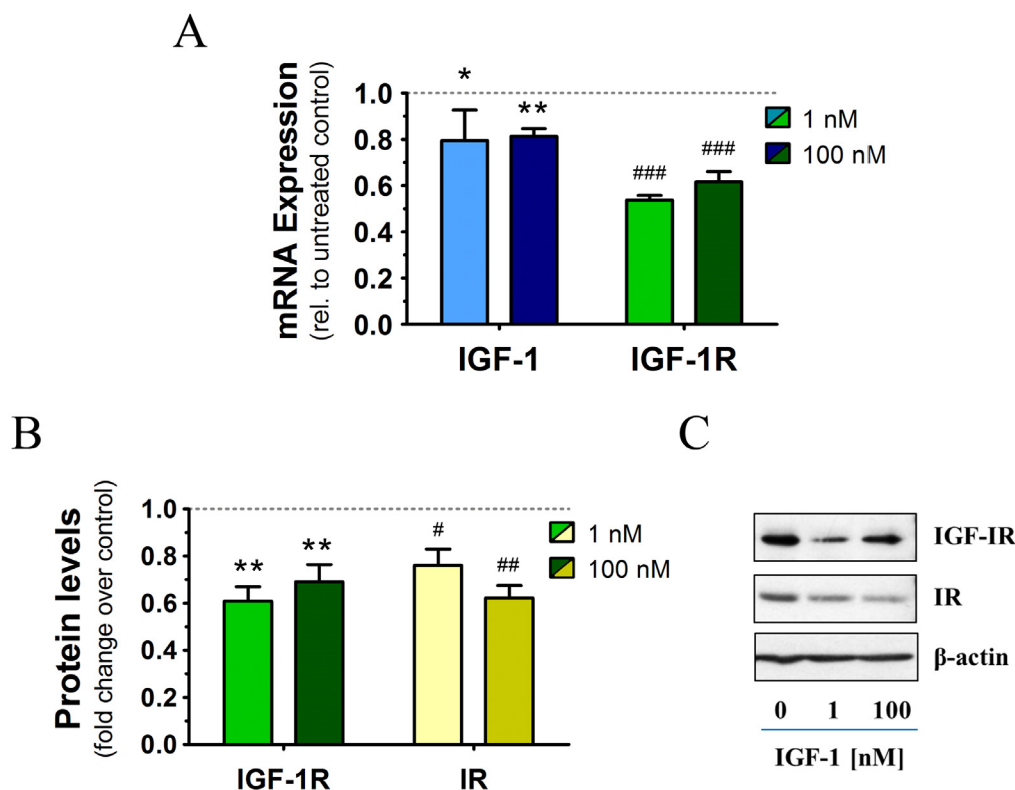 A
mRNA Expression
(rel. to untreated control)
1.0
0.8
0.6
0.4
0.2
0.0
*
**
###
###
1 nM
100 nM
IGF-1
IGF-1R
B
Protein levels
(fold change over control)
1.0
0.8
0.6
0.4
0.2
0.0
**
**
#
##
1 nM
100 nM
IGF-1R
IR
C
IGF-IR
IR
β-actin
0 1 100
IGF-1 [nM]